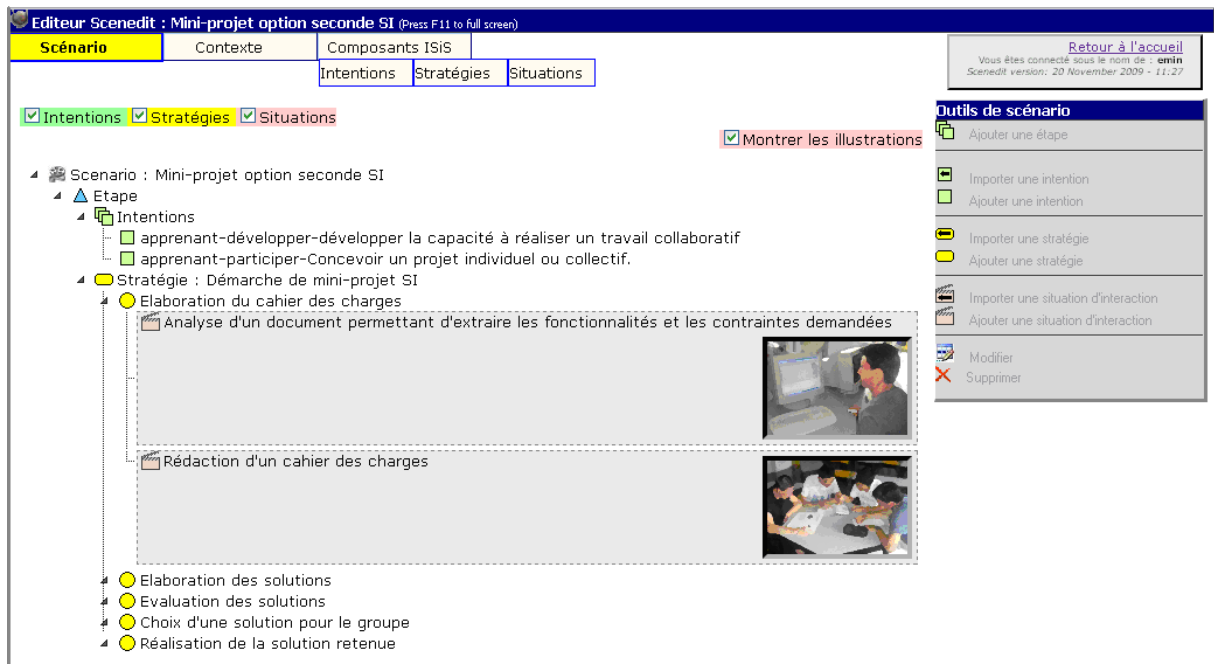 Editeur Scenedit : Mini-projet option seconde SI (Press F11 to full screen)
Scénario Contexte Composants ISiS
Intentions Stratégies Situations
Retour à l'accueil
Vous êtes connecté sous le nom de : emin
Scenedit version: 20 November 2009 - 11:27
Intentions Stratégies Situations
Montrer les illustrations
Scenario : Mini-projet option seconde SI
Etape
Intentions
apprenant-développer-développer la capacité à réaliser un travail collaboratif
apprenant-participer-Concevoir un projet individuel ou collectif.
Stratégie : Démarche de mini-projet SI
Elaboration du cahier des charges
Analyse d'un document permettant d'extraire les fonctionnalités et les contraintes demandées
Rédaction d'un cahier des charges
Elaboration des solutions
Evaluation des solutions
Choix d'une solution pour le groupe
Réalisation de la solution retenue
Outils de scénario
Ajouter une étape
Importer une intention
Ajouter une intention
Importer une stratégie
Ajouter une stratégie
Importer une situation d'interaction
Ajouter une situation d'interaction
Modifier
Supprimer